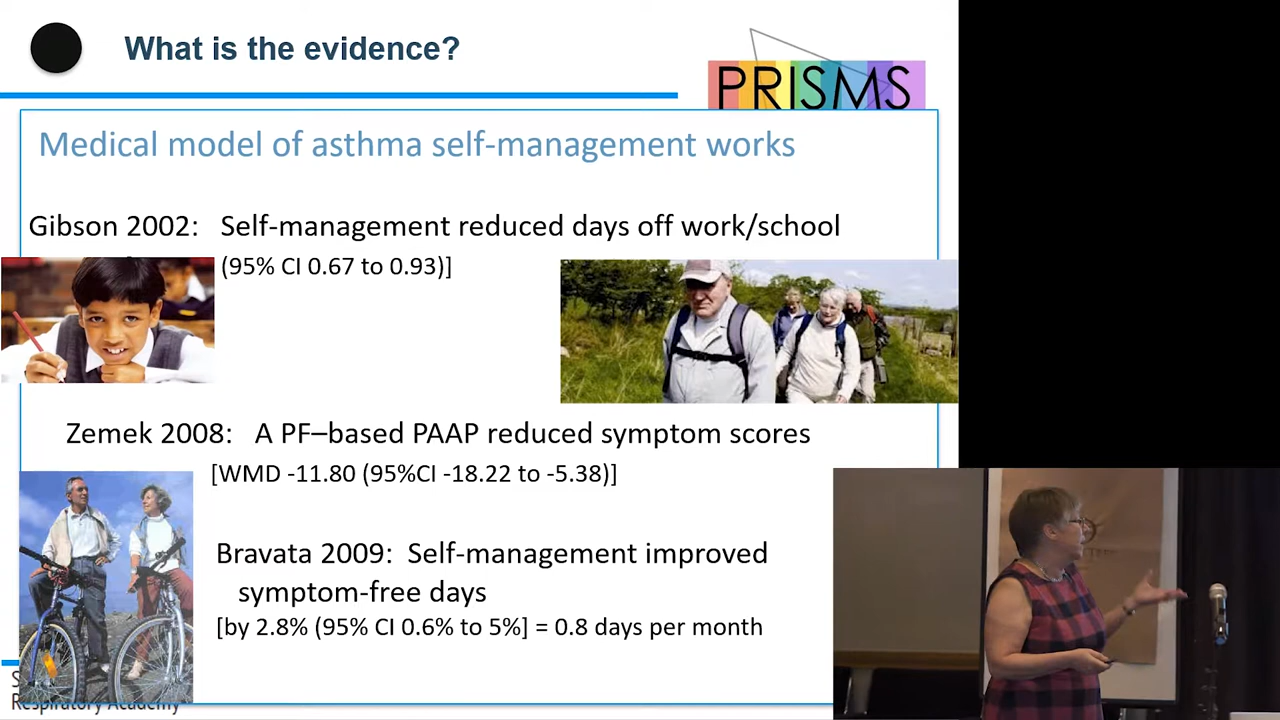 What is the evidence?
PRISMS
Medical model of asthma self-management works
Gibson 2002: Self-management reduced days off work/school
(95% CI 0.67 to 0.93)]
Zemek 2008: A PF–based PAAP reduced symptom scores
[WMD -11.80 (95%CI -18.22 to -5.38)]
Bravata 2009: Self-management improved
symptom-free days
[by 2.8% (95% CI 0.6% to 5%] = 0.8 days per month
Respiratory Academy